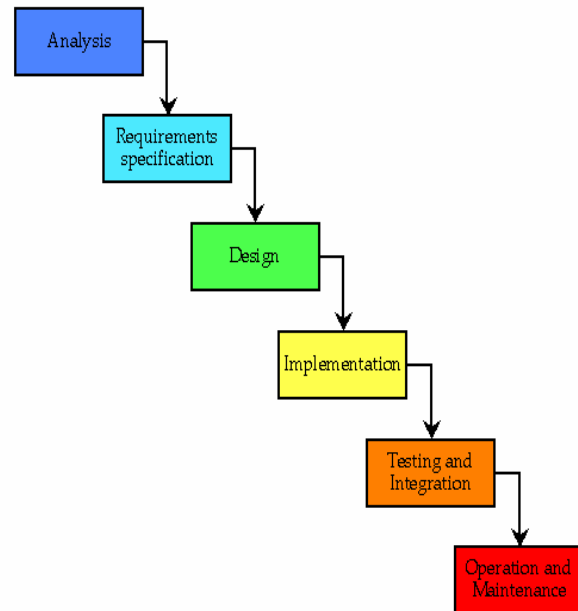 Analysis
Requirements
specification
Design
Implementation
Testing and
Integration
Operation and
Maintenance